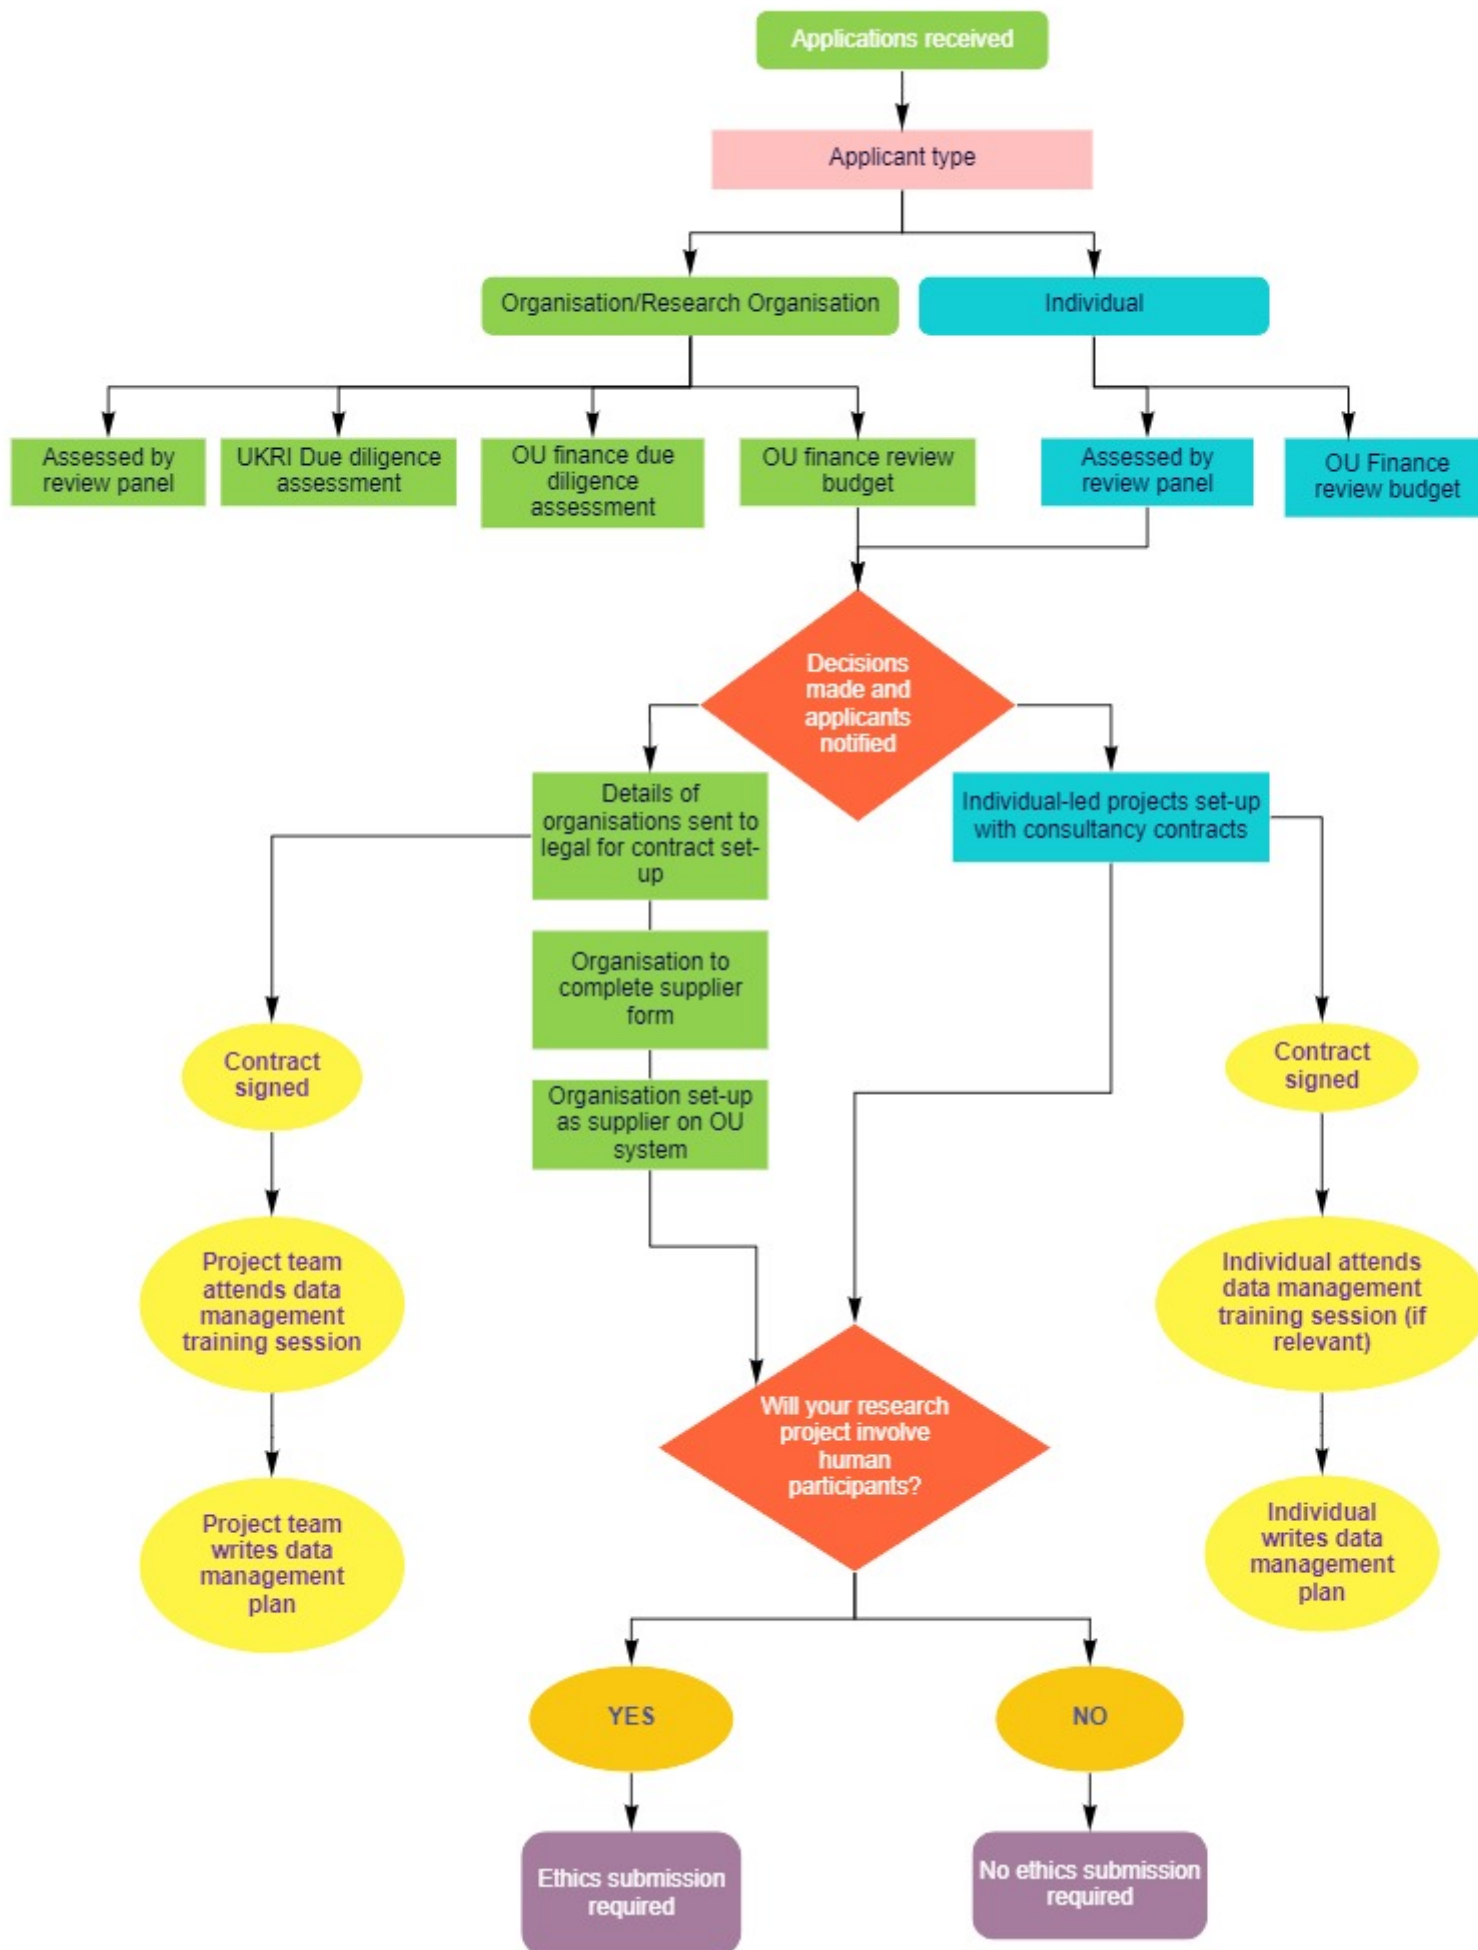 Applications received
Applicant type
Organisation/Research Organisation
Individual
Assessed by
review panel
UKRI Due diligence
assessment
OU finance due
diligence
assessment
OU finance review
budget
Assessed by
review panel
OU Finance
review budget
Decisions
made and
applicants
notified
Details of
organisations sent to
legal for contract set-
up
Individual-led projects set-up
with consultancy contracts
Organisation to
complete supplier
form
Contract
signed
Contract
signed
Organisation set-up
as supplier on OU
system
Project team
attends data
management
training session
Individual attends
data management
training session (if
relevant)
Will your research
project involve
human
participants?
Project team
writes data
management
plan
Individual
writes data
management
plan
YES
NO
Ethics submission
required
No ethics submission
required